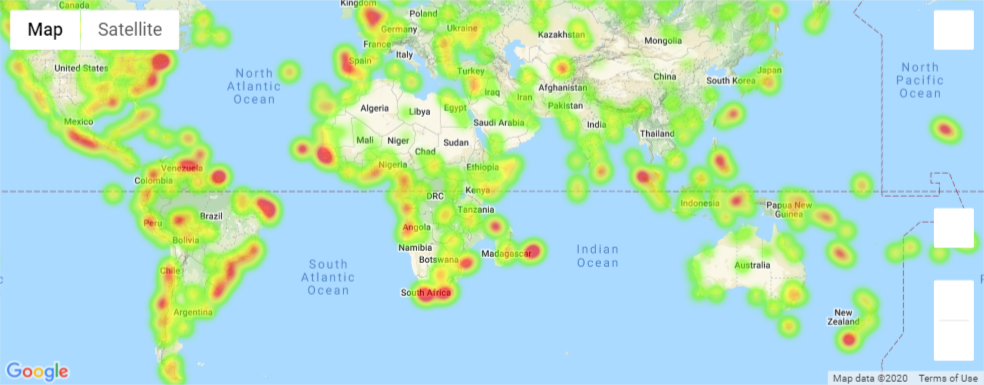 Canada
Kingdom
Poland
Germany
Ukraine
Kazakhstan
Mongolia
Map
Satellite
France
Italy
Spain
United States
North
Atlantic
Ocean
Turkey
China
South Korea
Japan
North
Pacific
Ocean
Iraq
Iran
Afghanistan
Pakistan
Algeria
Libya
Egypt
Saudi Arabia
India
Mexico
Mali
Niger
Chad
Sudan
Thailand
Venezuela
Nigeria
Ethiopia
Colombia
DRC
Kenya
Indonesia
Papua New
Guinea
Brazil
Tanzania
Peru
Angola
Bolivia
Namibia
Botswana
Madagascar
Indian
Ocean
South
Atlantic
Ocean
Chile
Australia
South Africa
Argentina
New
Zealand
Google
Map data ©2020
Terms of Use